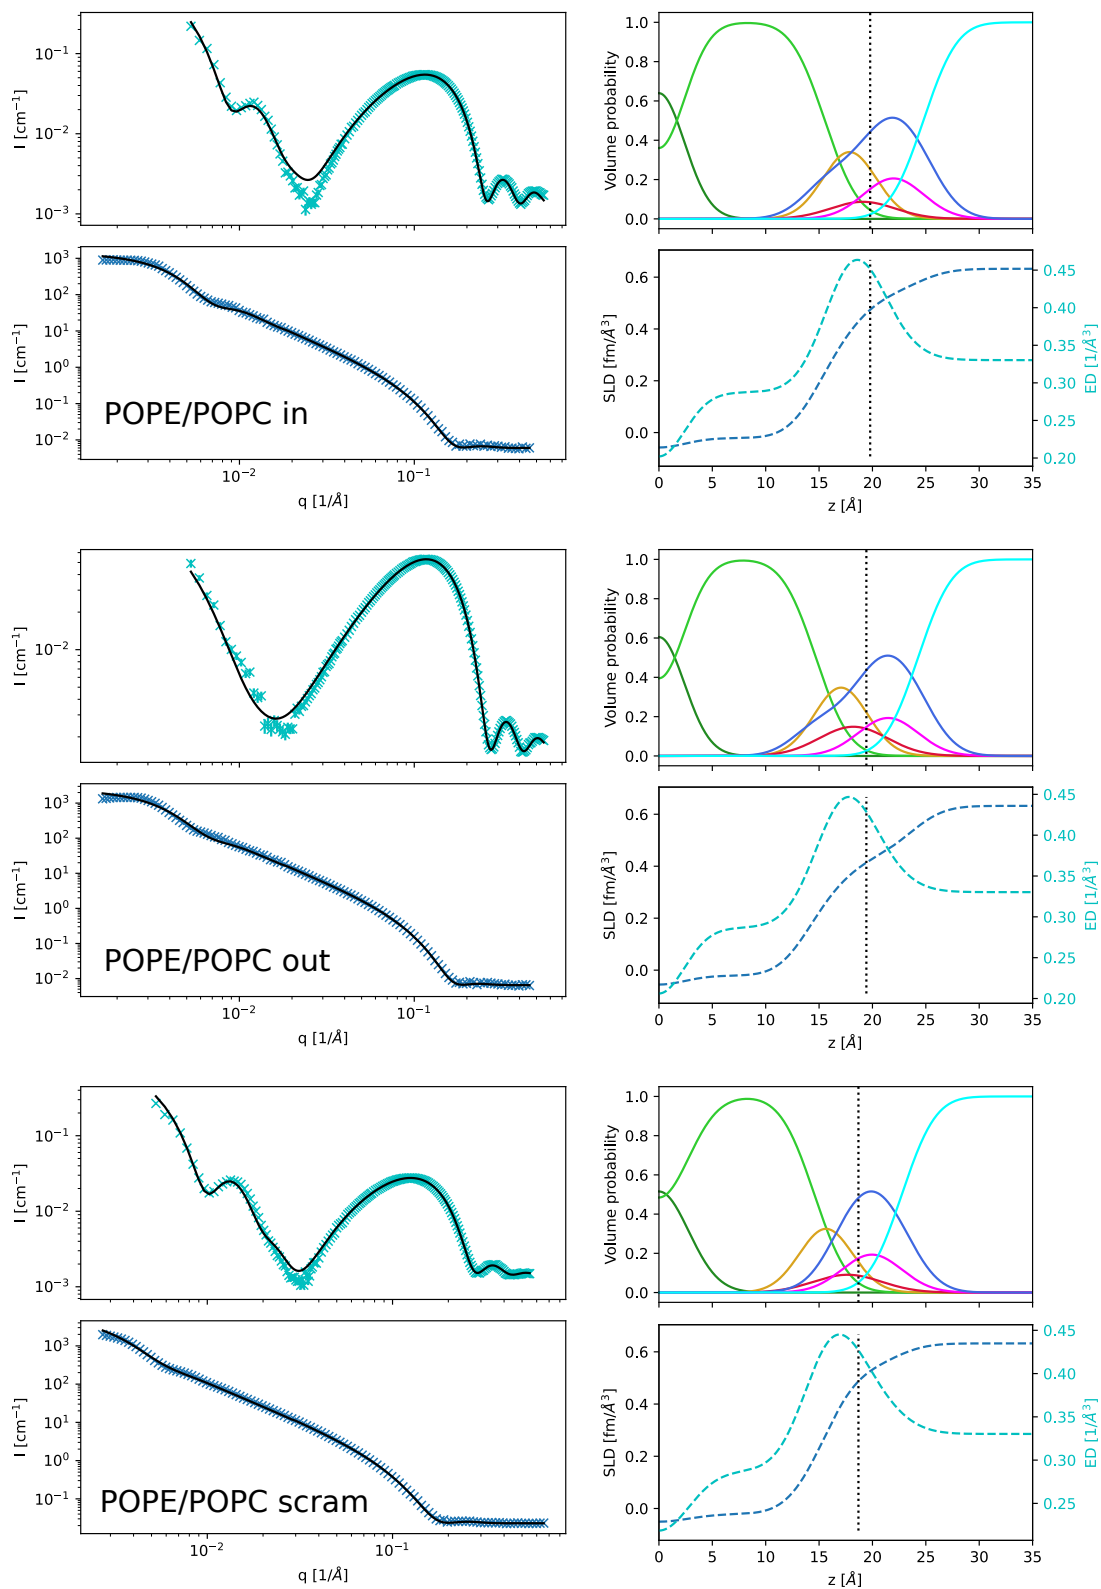 I [cm⁻¹]
10⁻¹
10⁻²
10⁻³
Volume probability
1.0
0.8
0.6
0.4
0.2
0.0
I [cm⁻¹]
10³
10²
10¹
10⁰
10⁻¹
10⁻²
POPE/POPC in
10⁻² 10⁻¹
q [1/Å]
SLD [fm/Å³]
0.6
0.4
0.2
0.0
0.45
0.40
0.35
0.30
0.25
0.20
ED [1/Å³]
0 5 10 15 20 25 30 35
z [Å]
I [cm⁻¹]
10⁻²
Volume probability
1.0
0.8
0.6
0.4
0.2
0.0
I [cm⁻¹]
10³
10²
10¹
10⁰
10⁻¹
10⁻²
POPE/POPC out
10⁻² 10⁻¹
q [1/Å]
SLD [fm/Å³]
0.6
0.4
0.2
0.0
0.45
0.40
0.35
0.30
0.25
0.20
ED [1/Å³]
0 5 10 15 20 25 30 35
z [Å]
I [cm⁻¹]
10⁻¹
10⁻²
10⁻³
Volume probability
1.0
0.8
0.6
0.4
0.2
0.0
I [cm⁻¹]
10³
10²
10¹
10⁰
10⁻¹
POPE/POPC scram
10⁻² 10⁻¹
q [1/Å]
SLD [fm/Å³]
0.6
0.4
0.2
0.0
0.45
0.40
0.35
0.30
0.25
ED [1/Å³]
0 5 10 15 20 25 30 35
z [Å]